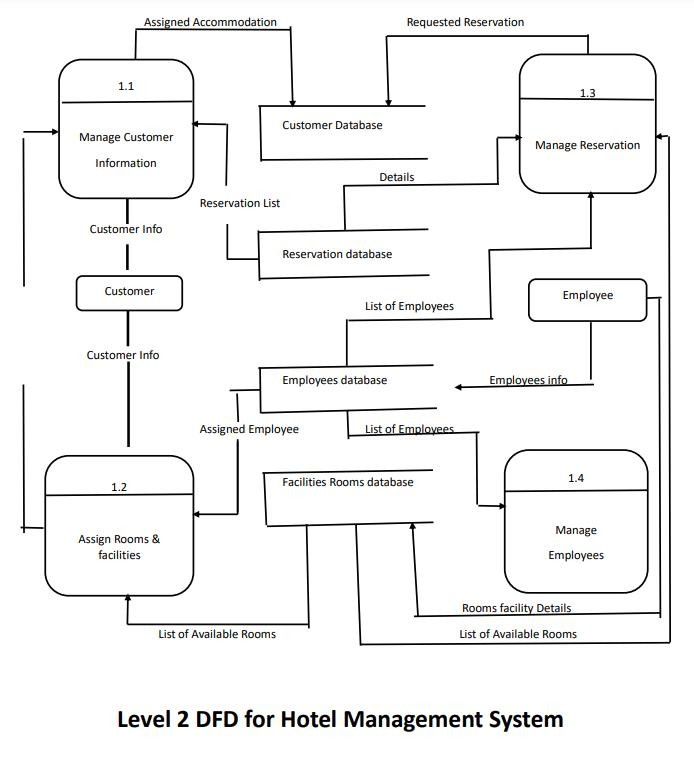 Assigned Accommodation
Requested Reservation
1.1
Manage Customer
Information
Customer Database
1.3
Manage Reservation
Details
Reservation List
Customer Info
Reservation database
Customer
Employee
List of Employees
Customer Info
Employees database
Employees info
Assigned Employee
List of Employees
1.2
Assign Rooms &
facilities
Facilities Rooms database
1.4
Manage
Employees
Rooms facility Details
List of Available Rooms
List of Available Rooms
Level 2 DFD for Hotel Management System